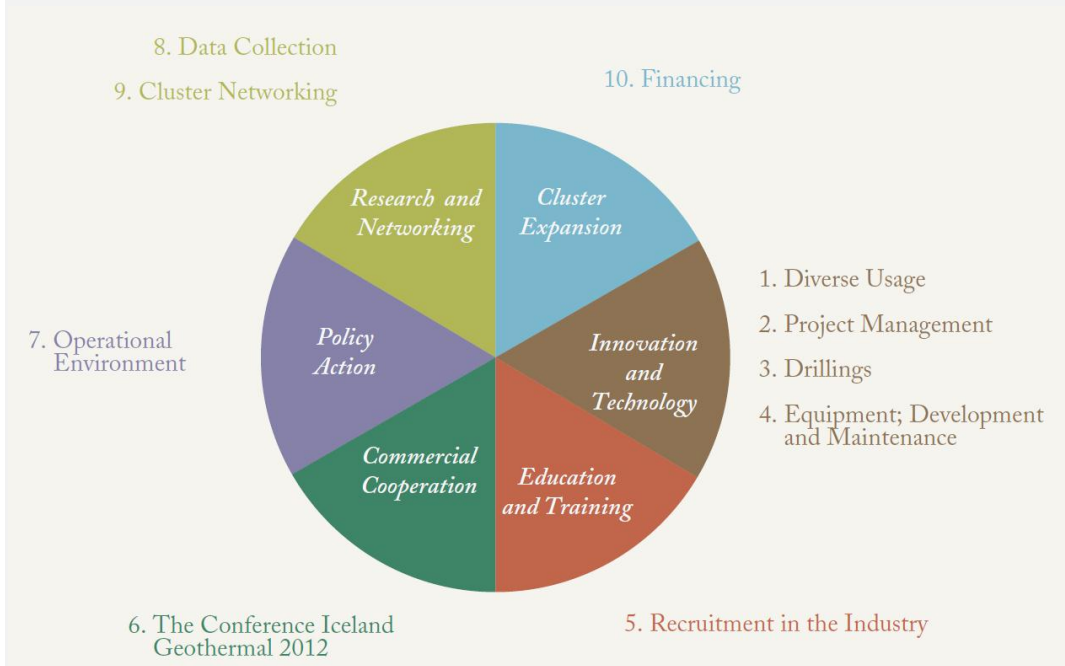 8. Data Collection
9. Cluster Networking
10. Financing
Research and
Networking
Cluster
Expansion
1. Diverse Usage
2. Project Management
3. Drillings
4. Equipment; Development
and Maintenance
7. Operational
Environment
Policy
Action
Innovation
and
Technology
Commercial
Cooperation
Education
and Training
6. The Conference Iceland
Geothermal 2012
5. Recruitment in the Industry